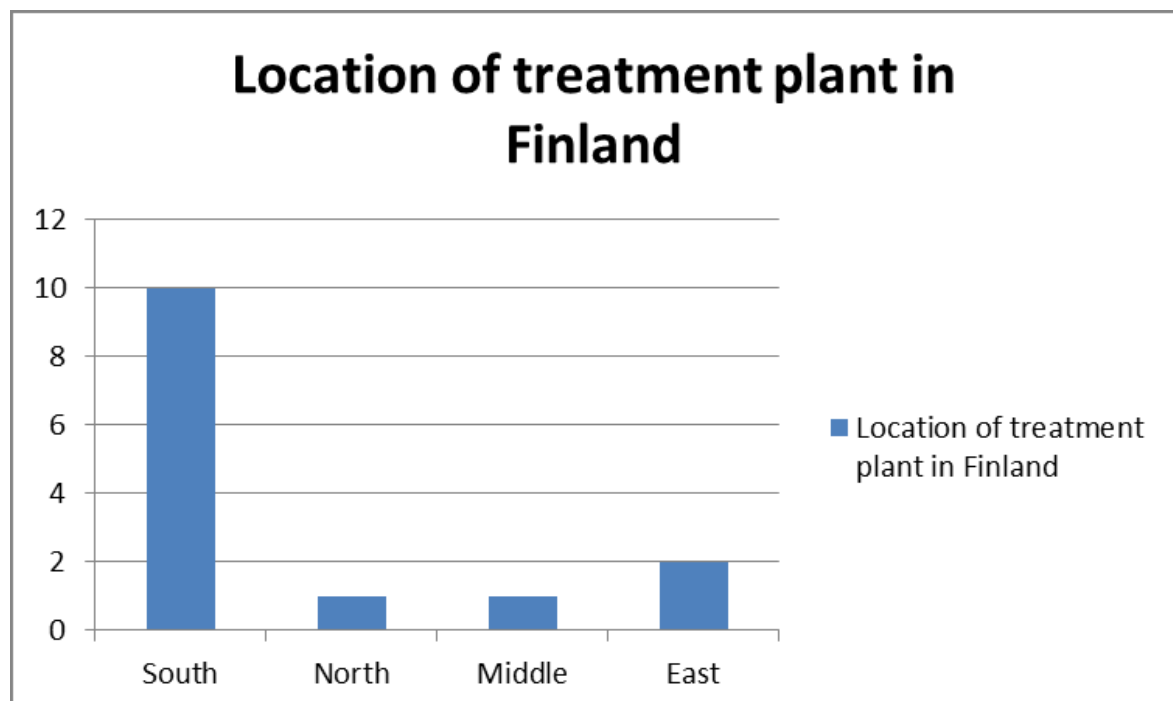 Location of treatment plant in
Finland
12
10
8
6
4
2
0
South North Middle East
Location of treatment
plant in Finland